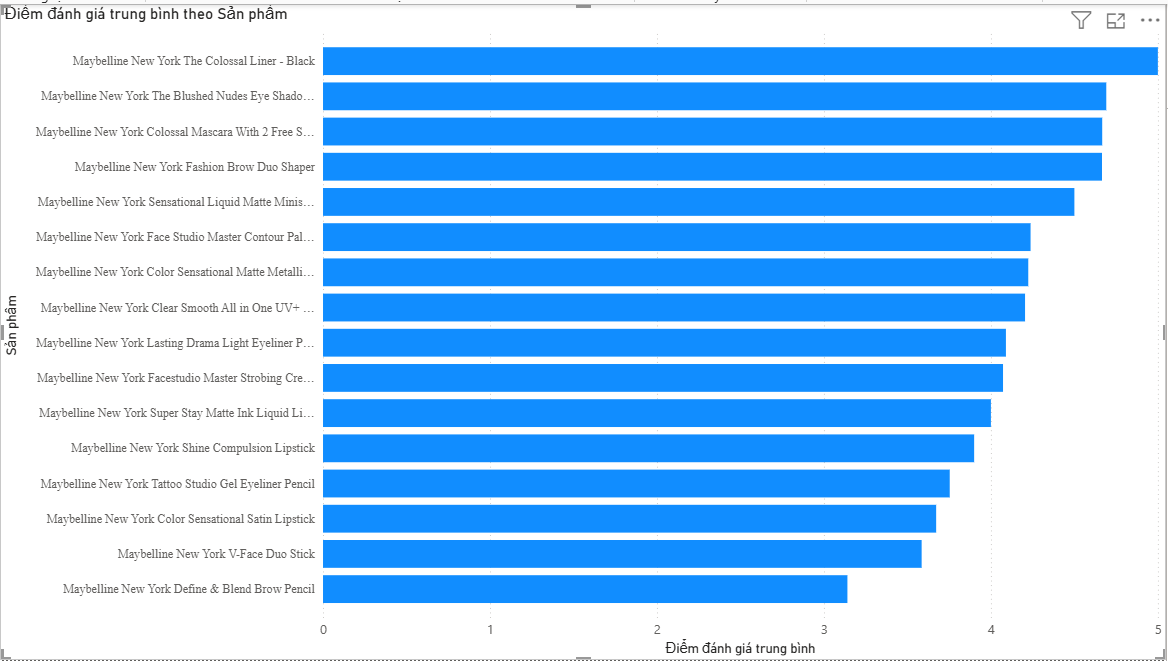 Điểm đánh giá trung bình theo Sản phẩm
Maybelline New York The Colossal Liner - Black
Maybelline New York The Blushed Nudes Eye Shado…
Maybelline New York Colossal Mascara With 2 Free S…
Maybelline New York Fashion Brow Duo Shaper
Maybelline New York Sensational Liquid Matte Minis…
Maybelline New York Face Studio Master Contour Pal…
Maybelline New York Color Sensational Matte Metalli…
Maybelline New York Clear Smooth All in One UV+ …
Maybelline New York Lasting Drama Light Eyeliner P…
Maybelline New York Facestudio Master Strobing Cre…
Maybelline New York Super Stay Matte Ink Liquid Li…
Maybelline New York Shine Compulsion Lipstick
Maybelline New York Tattoo Studio Gel Eyeliner Pencil
Maybelline New York Color Sensational Satin Lipstick
Maybelline New York V-Face Duo Stick
Maybelline New York Define & Blend Brow Pencil
Sản phẩm
0 1 2 3 4 5
Điểm đánh giá trung bình